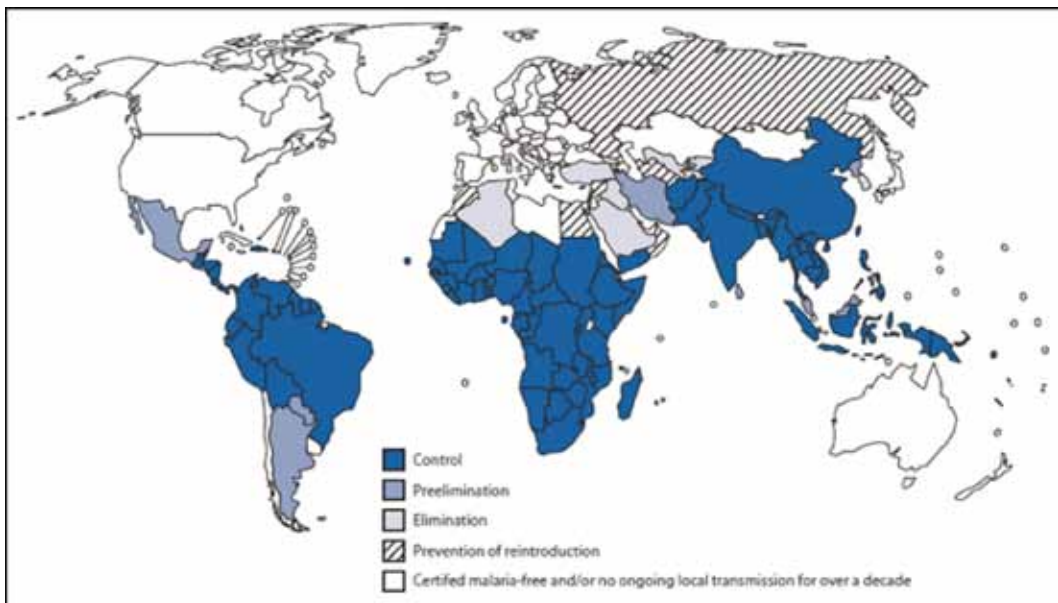 Control
Preelimination
Elimination
Prevention of reintroduction
Certifed malaria-free and/or no ongoing local transmission for over a decade